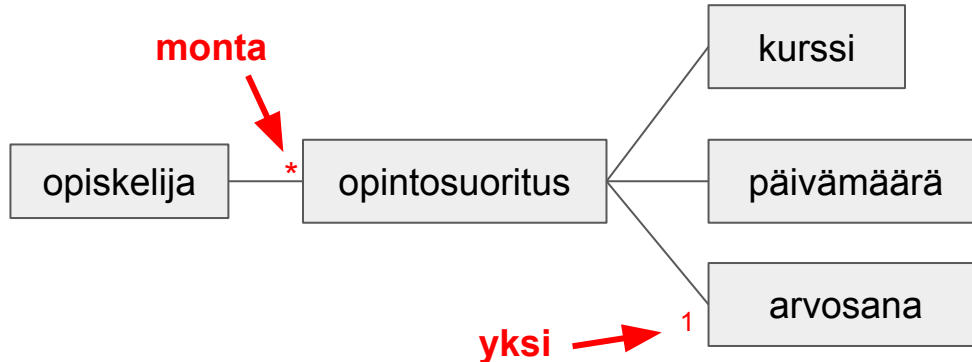 monta
kurssi
opiskelija
*
opintosuoritus
päivämäärä
arvosana
1
yksi